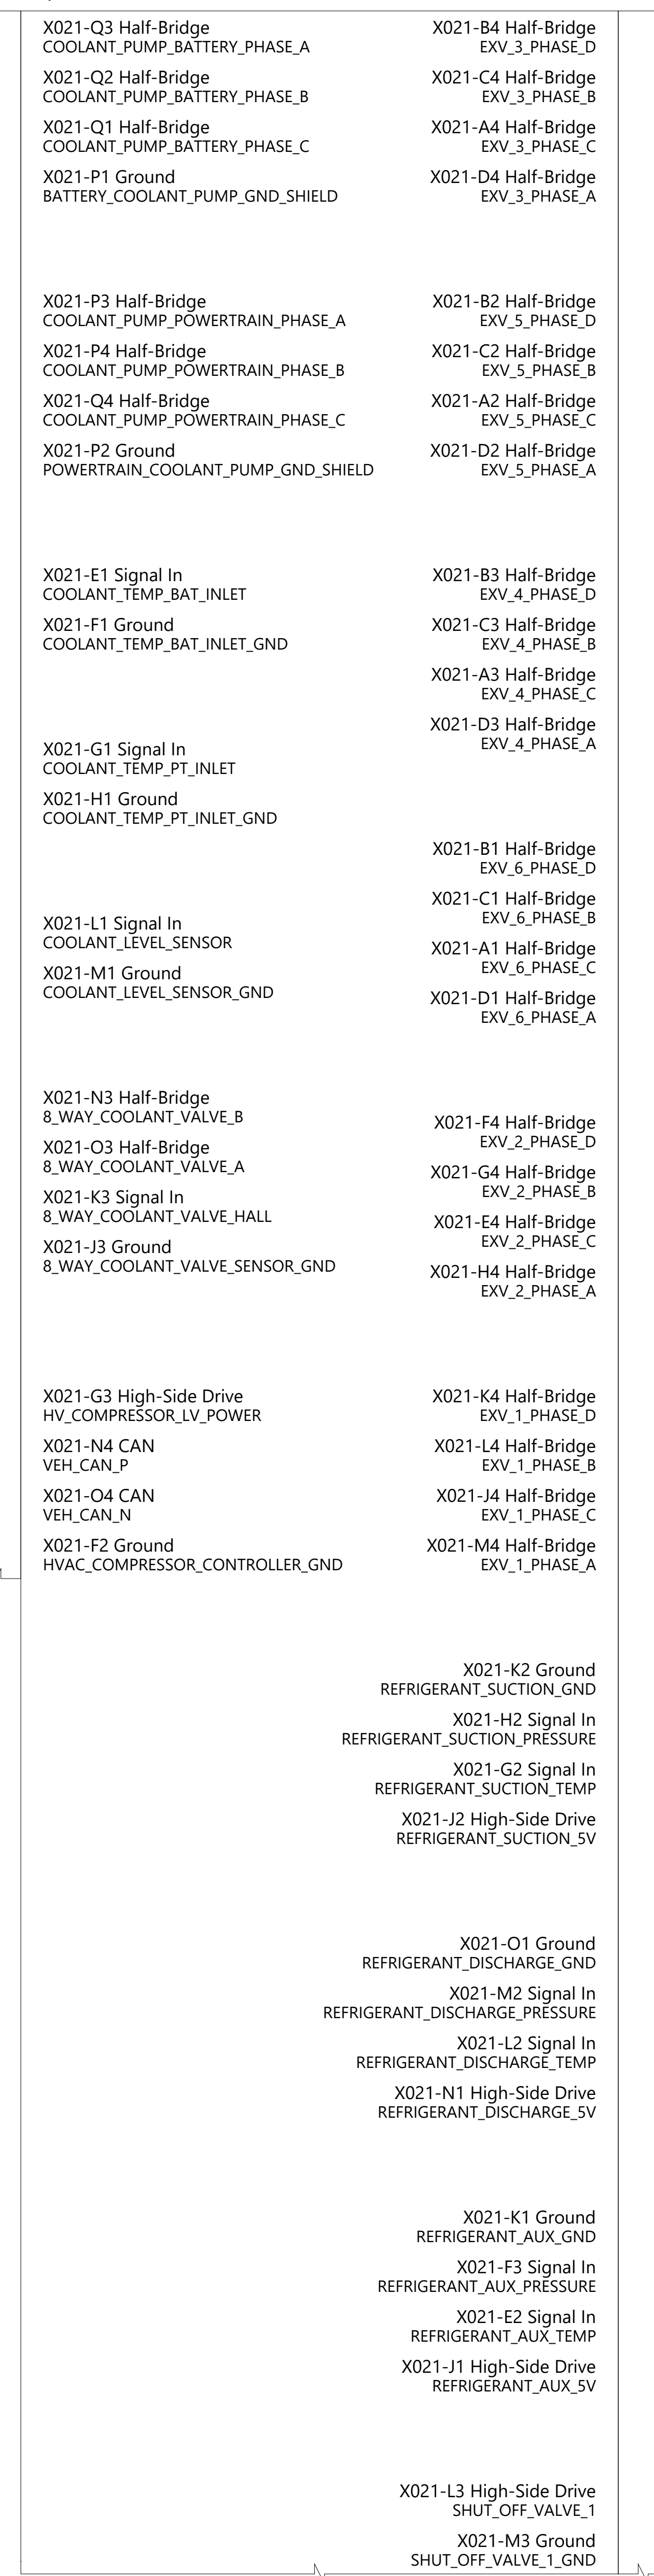 X021-Q3 Half-Bridge
COOLANT_PUMP_BATTERY_PHASE_A
X021-Q2 Half-Bridge
COOLANT_PUMP_BATTERY_PHASE_B
X021-Q1 Half-Bridge
COOLANT_PUMP_BATTERY_PHASE_C
X021-P1 Ground
BATTERY_COOLANT_PUMP_GND_SHIELD
X021-P3 Half-Bridge
COOLANT_PUMP_POWERTRAIN_PHASE_A
X021-P4 Half-Bridge
COOLANT_PUMP_POWERTRAIN_PHASE_B
X021-Q4 Half-Bridge
COOLANT_PUMP_POWERTRAIN_PHASE_C
X021-P2 Ground
POWERTRAIN_COOLANT_PUMP_GND_SHIELD
X021-E1 Signal In
COOLANT_TEMP_BAT_INLET
X021-F1 Ground
COOLANT_TEMP_BAT_INLET_GND
X021-G1 Signal In
COOLANT_TEMP_PT_INLET
X021-H1 Ground
COOLANT_TEMP_PT_INLET_GND
X021-L1 Signal In
COOLANT_LEVEL_SENSOR
X021-M1 Ground
COOLANT_LEVEL_SENSOR_GND
X021-N3 Half-Bridge
8_WAY_COOLANT_VALVE_B
X021-O3 Half-Bridge
8_WAY_COOLANT_VALVE_A
X021-K3 Signal In
8_WAY_COOLANT_VALVE_HALL
X021-J3 Ground
8_WAY_COOLANT_VALVE_SENSOR_GND
X021-G3 High-Side Drive
HV_COMPRESSOR_LV_POWER
X021-N4 CAN
VEH_CAN_P
X021-O4 CAN
VEH_CAN_N
X021-F2 Ground
HVAC_COMPRESSOR_CONTROLLER_GND
X021-B4 Half-Bridge
EXV_3_PHASE_D
X021-C4 Half-Bridge
EXV_3_PHASE_B
X021-A4 Half-Bridge
EXV_3_PHASE_C
X021-D4 Half-Bridge
EXV_3_PHASE_A
X021-B2 Half-Bridge
EXV_5_PHASE_D
X021-C2 Half-Bridge
EXV_5_PHASE_B
X021-A2 Half-Bridge
EXV_5_PHASE_C
X021-D2 Half-Bridge
EXV_5_PHASE_A
X021-B3 Half-Bridge
EXV_4_PHASE_D
X021-C3 Half-Bridge
EXV_4_PHASE_B
X021-A3 Half-Bridge
EXV_4_PHASE_C
X021-D3 Half-Bridge
EXV_4_PHASE_A
X021-B1 Half-Bridge
EXV_6_PHASE_D
X021-C1 Half-Bridge
EXV_6_PHASE_B
X021-A1 Half-Bridge
EXV_6_PHASE_C
X021-D1 Half-Bridge
EXV_6_PHASE_A
X021-F4 Half-Bridge
EXV_2_PHASE_D
X021-G4 Half-Bridge
EXV_2_PHASE_B
X021-E4 Half-Bridge
EXV_2_PHASE_C
X021-H4 Half-Bridge
EXV_2_PHASE_A
X021-K4 Half-Bridge
EXV_1_PHASE_D
X021-L4 Half-Bridge
EXV_1_PHASE_B
X021-J4 Half-Bridge
EXV_1_PHASE_C
X021-M4 Half-Bridge
EXV_1_PHASE_A
X021-K2 Ground
REFRIGERANT_SUCTION_GND
X021-H2 Signal In
REFRIGERANT_SUCTION_PRESSURE
X021-G2 Signal In
REFRIGERANT_SUCTION_TEMP
X021-J2 High-Side Drive
REFRIGERANT_SUCTION_5V
X021-O1 Ground
REFRIGERANT_DISCHARGE_GND
X021-M2 Signal In
REFRIGERANT_DISCHARGE_PRESSURE
X021-L2 Signal In
REFRIGERANT_DISCHARGE_TEMP
X021-N1 High-Side Drive
REFRIGERANT_DISCHARGE_5V
X021-K1 Ground
REFRIGERANT_AUX_GND
X021-F3 Signal In
REFRIGERANT_AUX_PRESSURE
X021-E2 Signal In
REFRIGERANT_AUX_TEMP
X021-J1 High-Side Drive
REFRIGERANT_AUX_5V
X021-L3 High-Side Drive
SHUT_OFF_VALVE_1
X021-M3 Ground
SHUT_OFF_VALVE_1_GND